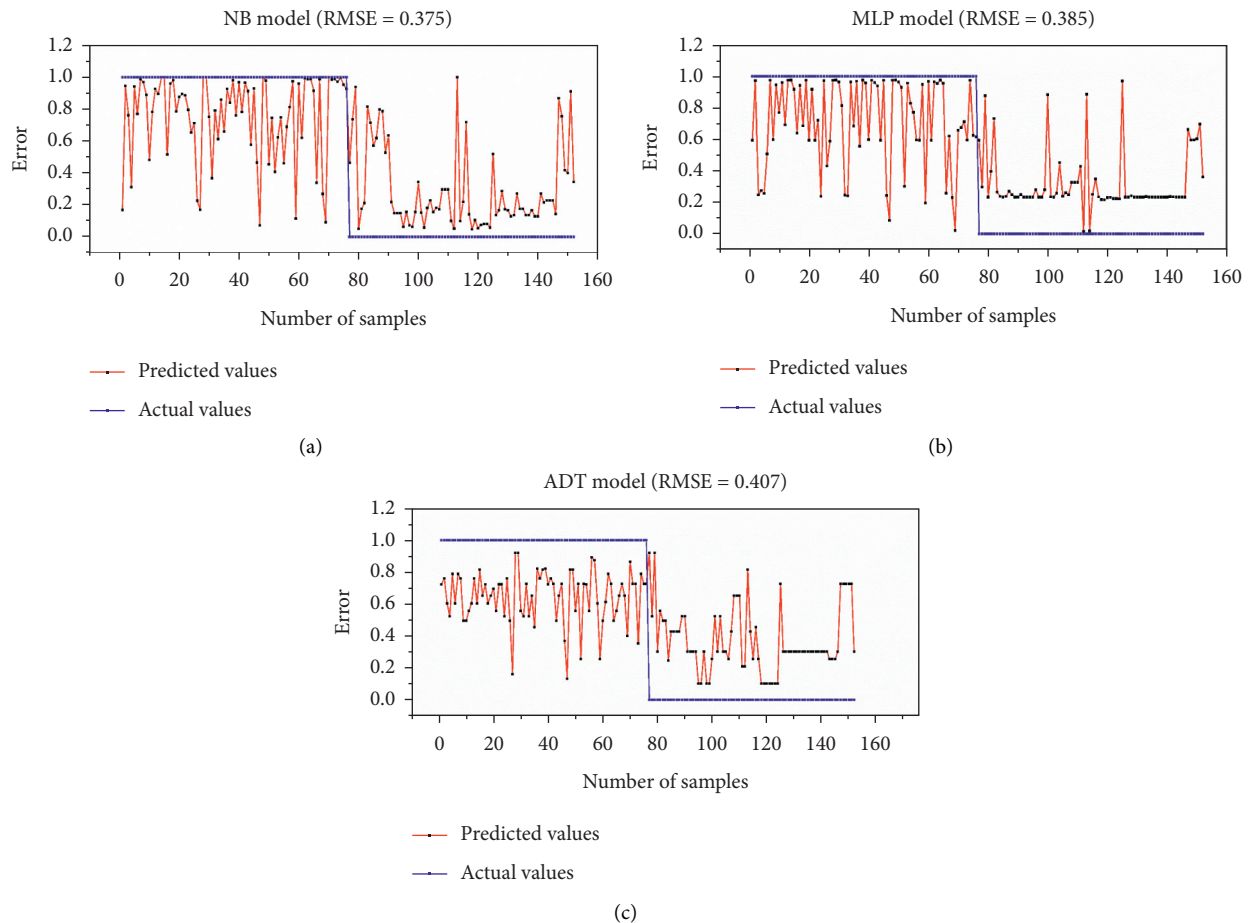 NB model (RMSE = 0.375)
1.2
1.0
0.8
0.6
0.4
0.2
0.0
Error
0 20 40 60 80 100 120 140 160
Number of samples
Predicted values
Actual values
(a)
MLP model (RMSE = 0.385)
1.2
1.0
0.8
0.6
0.4
0.2
0.0
Error
0 20 40 60 80 100 120 140 160
Number of samples
Predicted values
Actual values
(b)
ADT model (RMSE = 0.407)
1.2
1.0
0.8
0.6
0.4
0.2
0.0
Error
0 20 40 60 80 100 120 140 160
Number of samples
Predicted values
Actual values
(c)